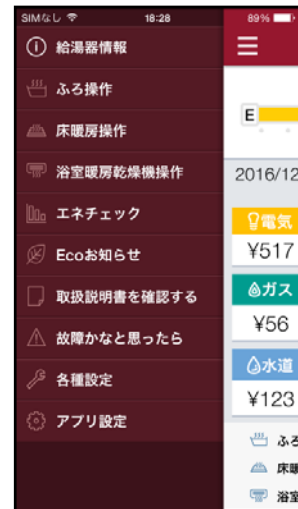 SIMなし 18:28 89%
給湯器情報
ふろ操作
床暖房操作
浴室暖房乾燥機操作
エネチェック
Ecoお知らせ
取扱説明書を確認する
故障かなと思ったら
各種設定
アプリ設定
E
2016/12
電気
¥517
ガス
¥56
水道
¥123
ふろ
床暖
浴室